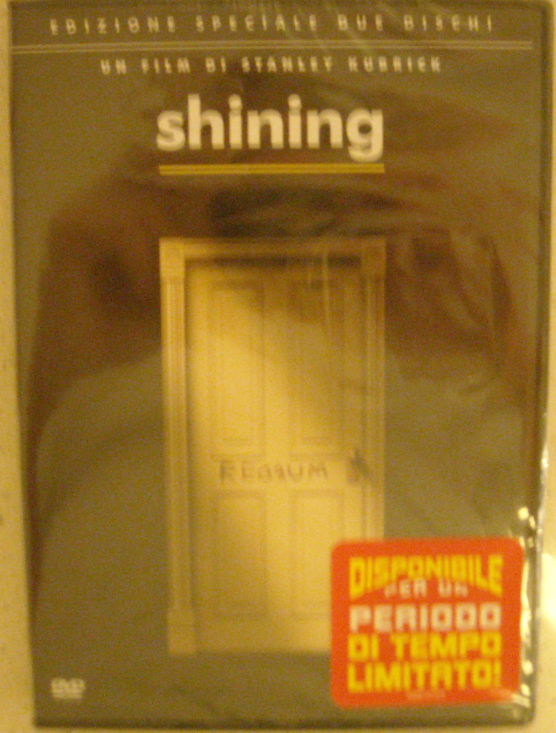 EDIZIONE SPECIALE DUE DISCHI
UN FILM DI STANLEY KUBRICK
shining
REDRUM
DISPONIBILE
PER UN
PERIODO
DI TEMPO
LIMITATO!
DVD